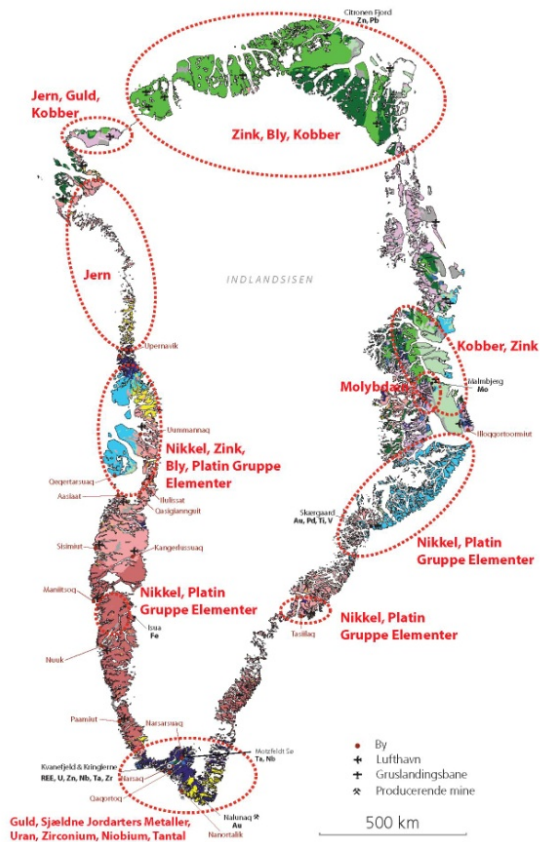 Citronen Fjord
Zn, Pb
Jern, Guld,
Kobber
Zink, Bly, Kobber
Jern
INDLANDSISEN
Upernavik
Kobber, Zink
Malmbjerg
Mo
Illoqqortoormiut
Uummannaq
Nikkel, Zink,
Bly, Platin Gruppe
Elementer
Qeqertarsuaq
Aasiaat
Ilulissat
Qasigiannguit
Skærgaard
Au, Pd, Ti, V
Nikkel, Platin
Gruppe Elementer
Sisimiut
Kangerlussuaq
Maniitsoq
Nikkel, Platin
Gruppe Elementer
Isua
Fe
Nikkel, Platin
Gruppe Elementer
Tasiilaq
Nuuk
Paamiut
Narsarsuaq
Motzfeldt Sø
Ta, Nb
Kvanefjeld & Kringlerne
REE, U, Zn, Nb, Ta, Zr
Narsaq
Qaqortoq
Nalunaq
Au
Nanortalik
Guld, Sjældne Jordarters Metaller,
Uran, Zirconium, Niobium, Tantal
By
Lufthavn
Gruslandingsbane
Producerende mine
500 km